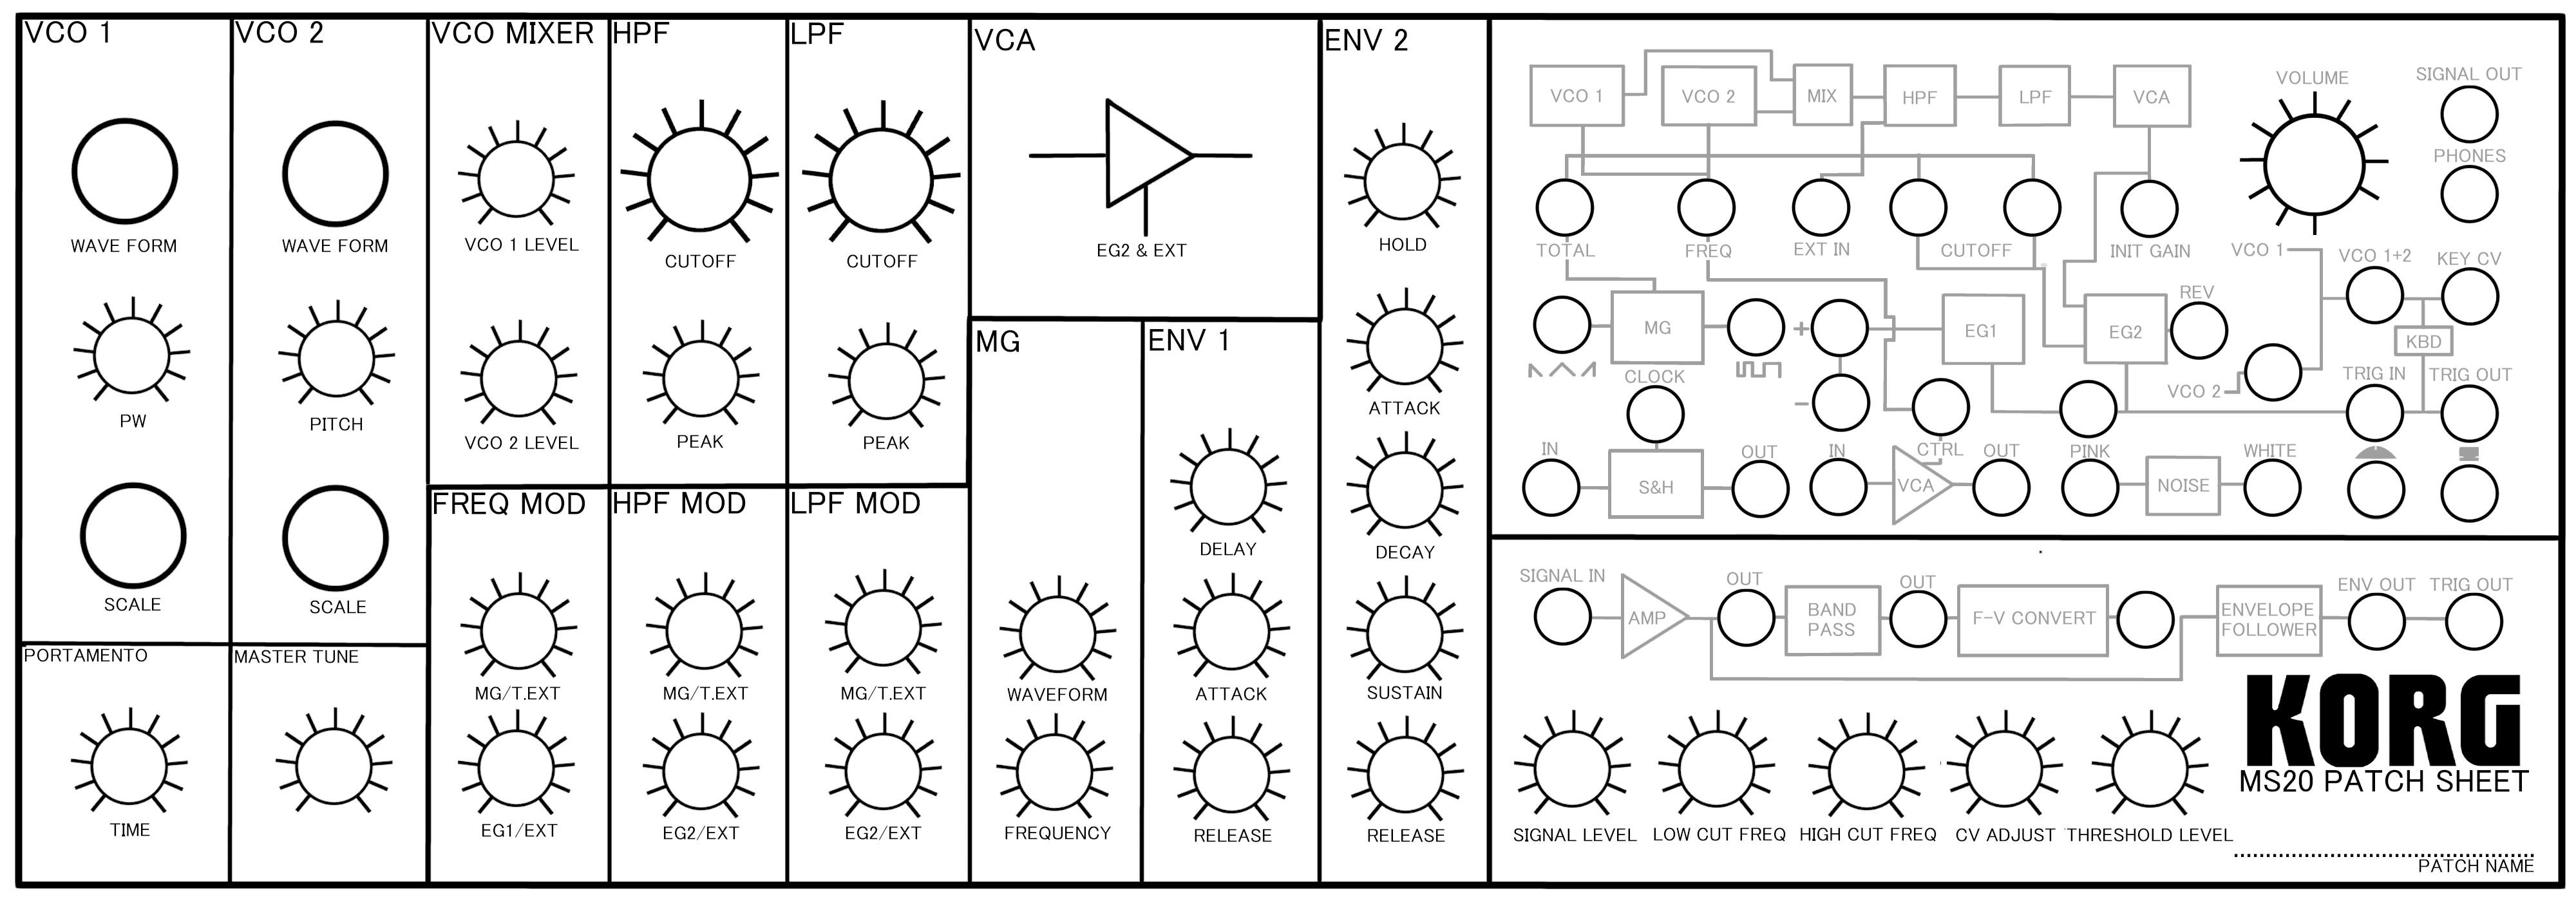 VCO 1
WAVE FORM
PW
SCALE
PORTAMENTO
TIME
VCO 2
WAVE FORM
PITCH
SCALE
MASTER TUNE
VCO MIXER
VCO 1 LEVEL
VCO 2 LEVEL
FREQ MOD
MG/T.EXT
EG1/EXT
HPF
CUTOFF
PEAK
HPF MOD
MG/T.EXT
EG2/EXT
LPF
CUTOFF
PEAK
LPF MOD
MG/T.EXT
EG2/EXT
VCA
EG2 & EXT
MG
WAVEFORM
FREQUENCY
ENV 1
DELAY
ATTACK
RELEASE
ENV 2
HOLD
ATTACK
DECAY
SUSTAIN
RELEASE
VCO 1
VCO 2
MIX
HPF
LPF
VCA
VOLUME
SIGNAL OUT
PHONES
TOTAL
FREQ
EXT IN
CUTOFF
INIT GAIN
VCO 1
VCO 1+2
KEY CV
MG
+
EG1
EG2
REV
KBD
CLOCK
-
VCO 2
TRIG IN
TRIG OUT
IN
S&H
OUT
IN
VCA
CTRL
OUT
PINK
NOISE
WHITE
SIGNAL IN
AMP
OUT
BAND
PASS
OUT
F-V CONVERT
ENVELOPE
FOLLOWER
ENV OUT
TRIG OUT
SIGNAL LEVEL
LOW CUT FREQ
HIGH CUT FREQ
CV ADJUST
THRESHOLD LEVEL
KORG
MS20 PATCH SHEET
PATCH NAME